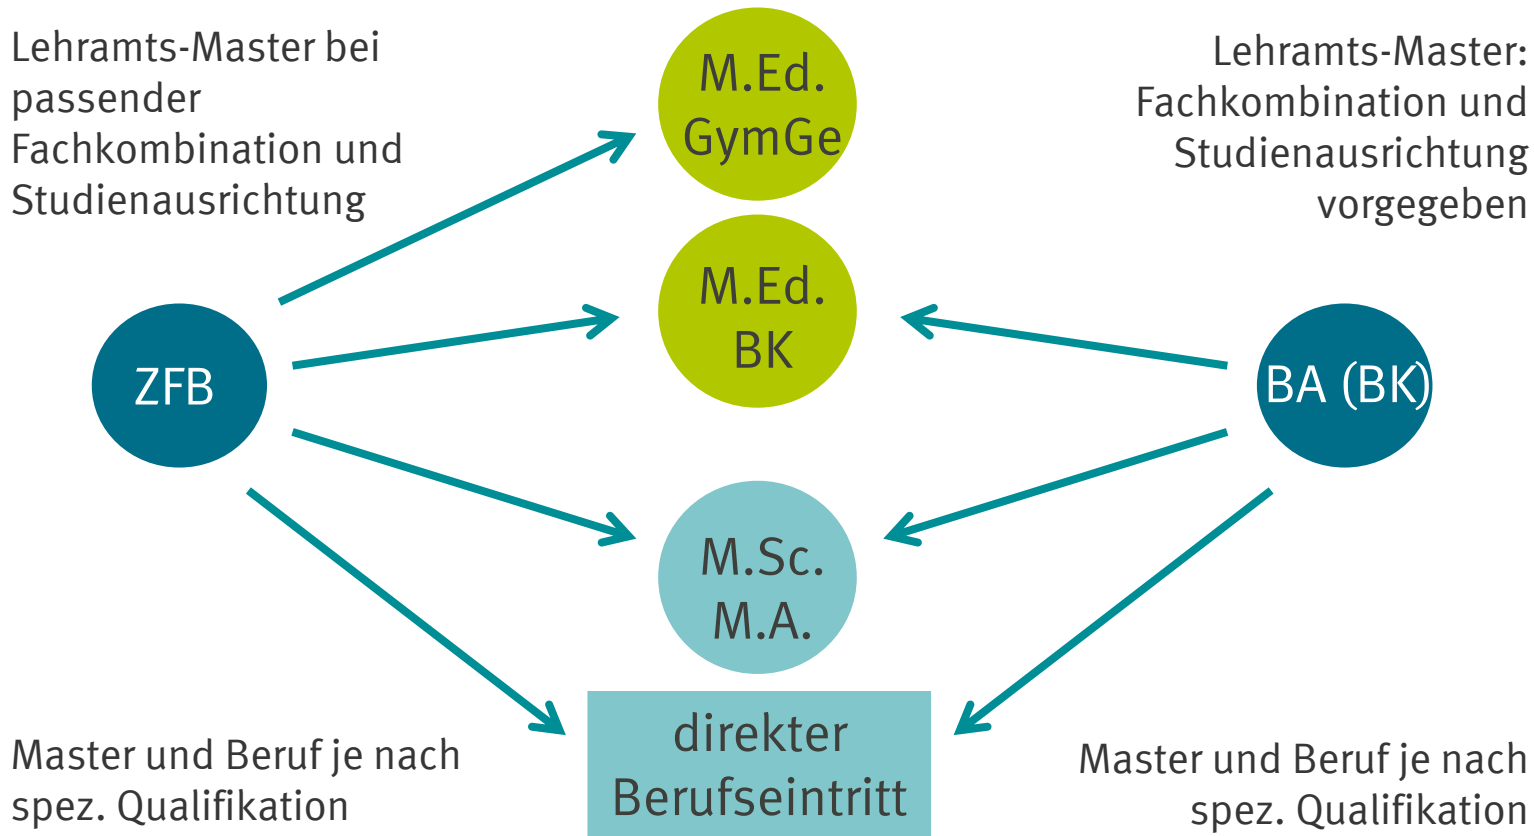 Lehramts-Master bei
passender
Fachkombination und
Studienausrichtung
M.Ed.
GymGe
Lehramts-Master:
Fachkombination und
Studienausrichtung
vorgegeben
M.Ed.
BK
ZFB
BA (BK)
M.Sc.
M.A.
direkter
Berufseintritt
Master und Beruf je nach
spez. Qualifikation
Master und Beruf je nach
spez. Qualifikation